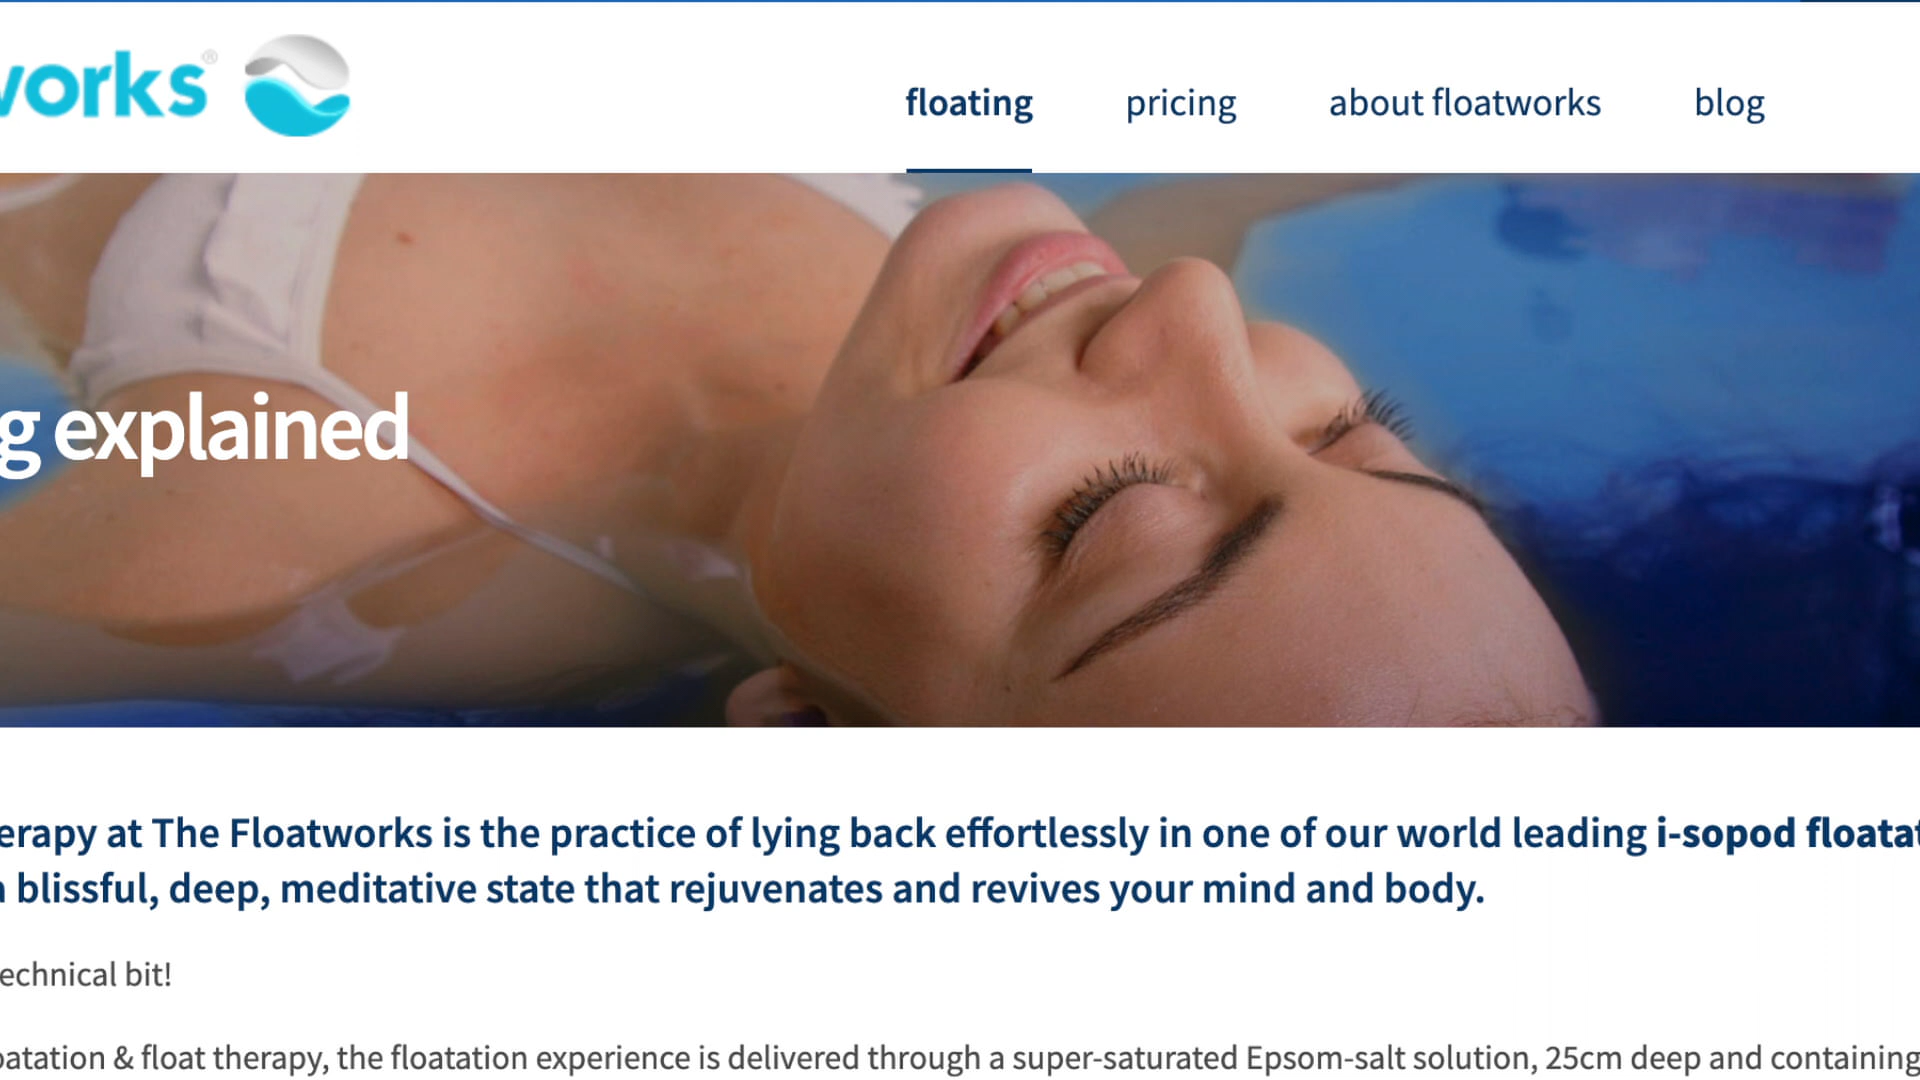 works®
floating pricing about floatworks blog
g explained
erapy at The Floatworks is the practice of lying back effortlessly in one of our world leading i-sopod floatat
blissful, deep, meditative state that rejuvenates and revives your mind and body.
echnical bit!
oatation & float therapy, the floatation experience is delivered through a super-saturated Epsom-salt solution, 25cm deep and containing